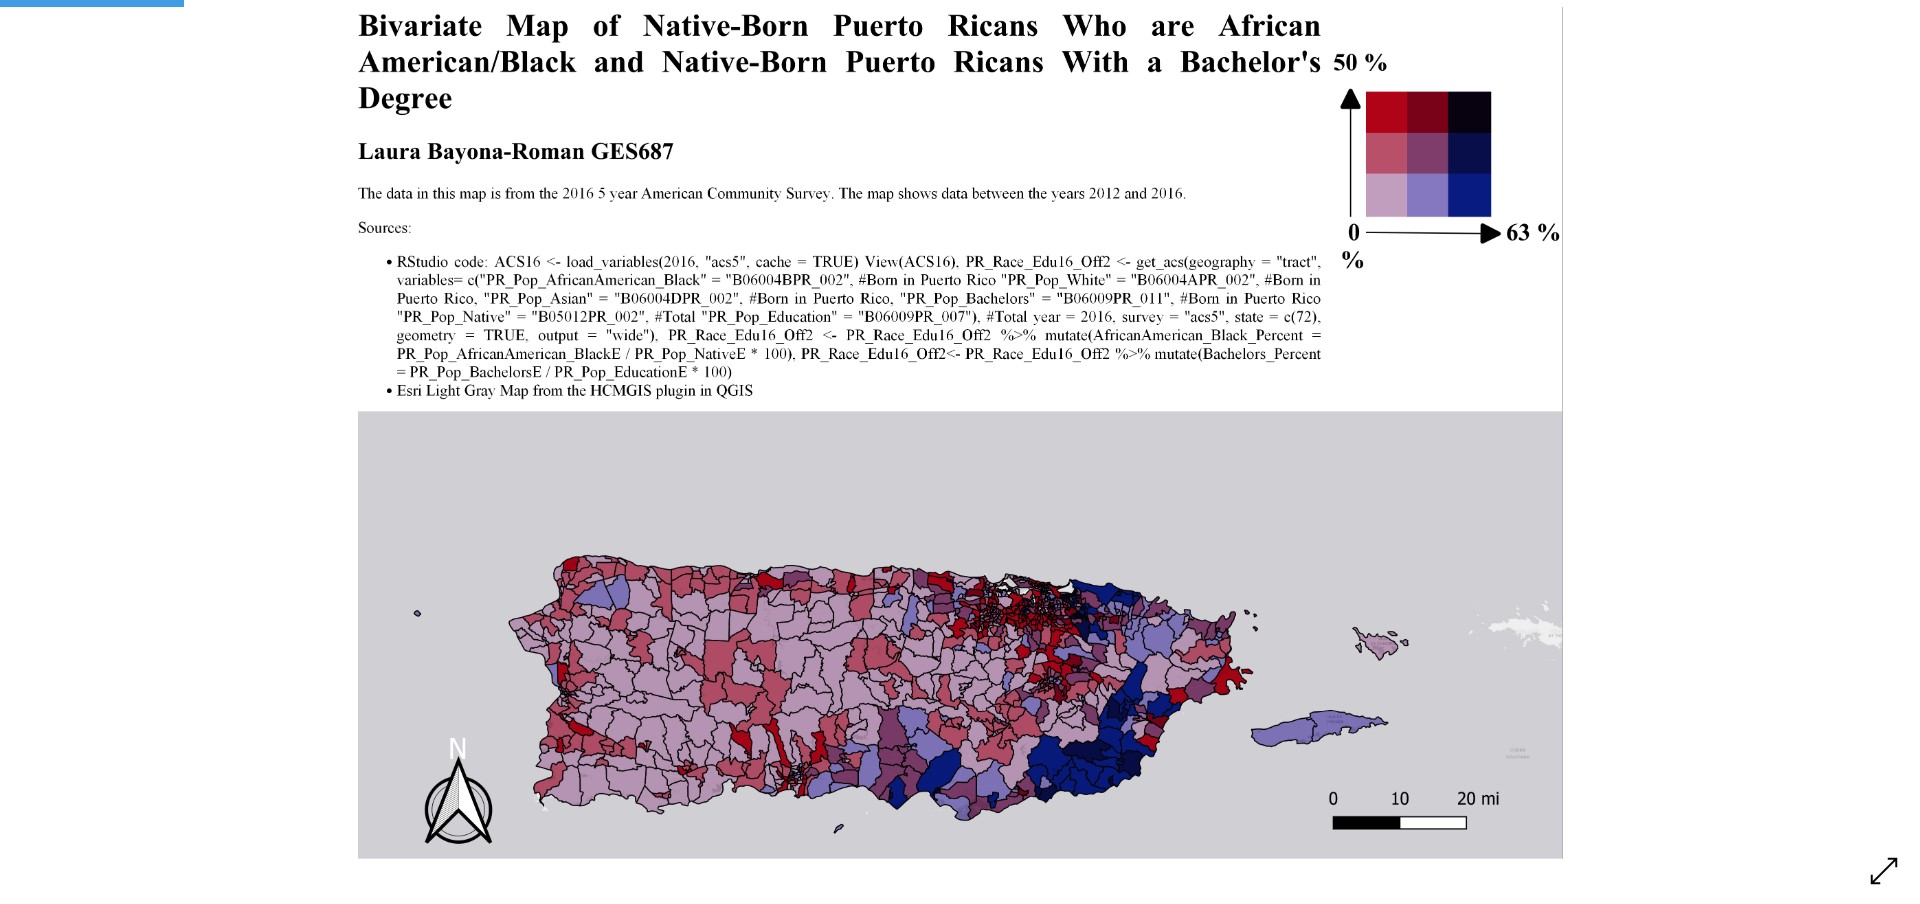 Bivariate Map of Native-Born Puerto Ricans Who are African
American/Black and Native-Born Puerto Ricans With a Bachelor's
Degree
50 %
Laura Bayona-Roman GES687
The data in this map is from the 2016 5 year American Community Survey. The map shows data between the years 2012 and 2016.
Sources:
0
%
63 %
• RStudio code: ACS16 <- load_variables(2016, "acs5", cache = TRUE) View(ACS16), PR_Race_Edu16_Off2 <- get_acs(geography = "tract",
variables= c("PR_Pop_AfricanAmerican_Black" = "B06004BPR_002", #Born in Puerto Rico "PR_Pop_White" = "B06004APR_002", #Born in
Puerto Rico, "PR_Pop_Asian" = "B06004DPR_002", #Born in Puerto Rico, "PR_Pop_Bachelors" = "B06009PR_011", #Born in Puerto Rico
"PR_Pop_Native" = "B05012PR_002", #Total "PR_Pop_Education" = "B06009PR_007"), #Total year = 2016, survey = "acs5", state = c(72),
geometry = TRUE, output = "wide"), PR_Race_Edu16_Off2 <- PR_Race_Edu16_Off2 %>% mutate(AfricanAmerican_Black_Percent =
PR_Pop_AfricanAmerican_BlackE / PR_Pop_NativeE * 100), PR_Race_Edu16_Off2<- PR_Race_Edu16_Off2 %>% mutate(Bachelors_Percent
= PR_Pop_BachelorsE / PR_Pop_EducationE * 100)
• Esri Light Gray Map from the HCMGIS plugin in QGIS
N
0 10 20 mi